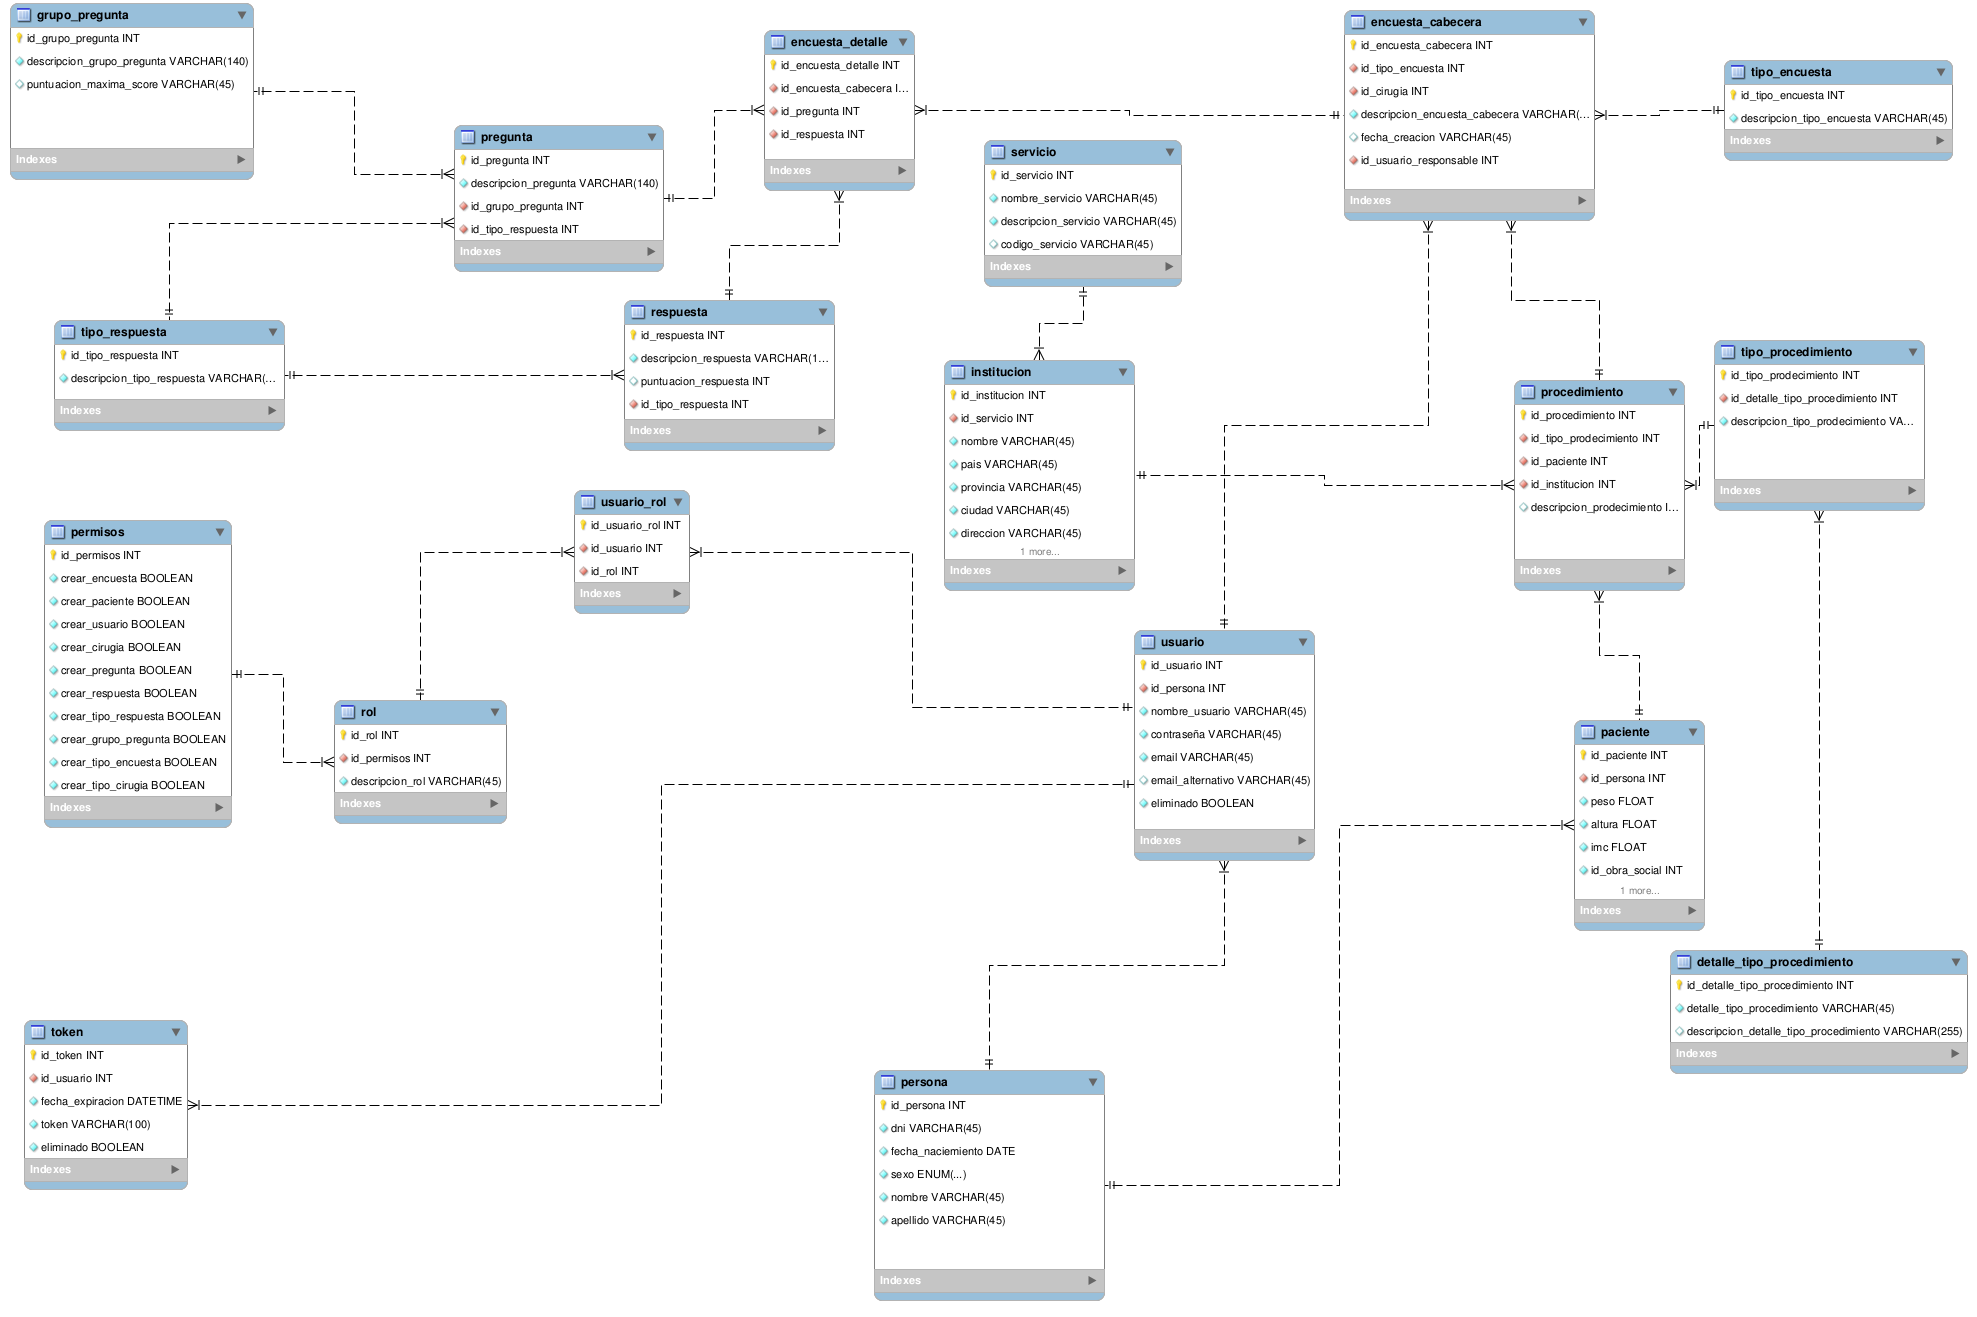 grupo_pregunta
id_grupo_pregunta INT
descripcion_grupo_pregunta VARCHAR(140)
puntuacion_maxima_score VARCHAR(45)
Indexes
pregunta
id_pregunta INT
descripcion_pregunta VARCHAR(140)
id_grupo_pregunta INT
id_tipo_respuesta INT
Indexes
encuesta_detalle
id_encuesta_detalle INT
id_encuesta_cabecera I...
id_pregunta INT
id_respuesta INT
Indexes
encuesta_cabecera
id_encuesta_cabecera INT
id_tipo_encuesta INT
id_cirugia INT
descripcion_encuesta_cabecera VARCHAR(...
fecha_creacion VARCHAR(45)
id_usuario_responsable INT
Indexes
tipo_encuesta
id_tipo_encuesta INT
descripcion_tipo_encuesta VARCHAR(45)
Indexes
servicio
id_servicio INT
nombre_servicio VARCHAR(45)
descripcion_servicio VARCHAR(45)
codigo_servicio VARCHAR(45)
Indexes
tipo_respuesta
id_tipo_respuesta INT
descripcion_tipo_respuesta VARCHAR(...
Indexes
respuesta
id_respuesta INT
descripcion_respuesta VARCHAR(1...
puntuacion_respuesta INT
id_tipo_respuesta INT
Indexes
institucion
id_institucion INT
id_servicio INT
nombre VARCHAR(45)
pais VARCHAR(45)
provincia VARCHAR(45)
ciudad VARCHAR(45)
direccion VARCHAR(45)
1 more...
Indexes
procedimiento
id_procedimiento INT
id_tipo_prodecimiento INT
id_paciente INT
id_institucion INT
descripcion_prodecimiento I...
Indexes
tipo_procedimiento
id_tipo_prodecimiento INT
id_detalle_tipo_procedimiento INT
descripcion_tipo_prodecimiento VA...
Indexes
permisos
id_permisos INT
crear_encuesta BOOLEAN
crear_paciente BOOLEAN
crear_usuario BOOLEAN
crear_cirugia BOOLEAN
crear_pregunta BOOLEAN
crear_respuesta BOOLEAN
crear_tipo_respuesta BOOLEAN
crear_grupo_pregunta BOOLEAN
crear_tipo_encuesta BOOLEAN
crear_tipo_cirugia BOOLEAN
Indexes
usuario_rol
id_usuario_rol INT
id_usuario INT
id_rol INT
Indexes
rol
id_rol INT
id_permisos INT
descripcion_rol VARCHAR(45)
Indexes
usuario
id_usuario INT
id_persona INT
nombre_usuario VARCHAR(45)
contraseña VARCHAR(45)
email VARCHAR(45)
email_alternativo VARCHAR(45)
eliminado BOOLEAN
Indexes
paciente
id_paciente INT
id_persona INT
peso FLOAT
altura FLOAT
imc FLOAT
id_obra_social INT
1 more...
Indexes
detalle_tipo_procedimiento
id_detalle_tipo_procedimiento INT
detalle_tipo_procedimiento VARCHAR(45)
descripcion_detalle_tipo_procedimiento VARCHAR(255)
Indexes
token
id_token INT
id_usuario INT
fecha_expiracion DATETIME
token VARCHAR(100)
eliminado BOOLEAN
Indexes
persona
id_persona INT
dni VARCHAR(45)
fecha_naciemiento DATE
sexo ENUM(...)
nombre VARCHAR(45)
apellido VARCHAR(45)
Indexes